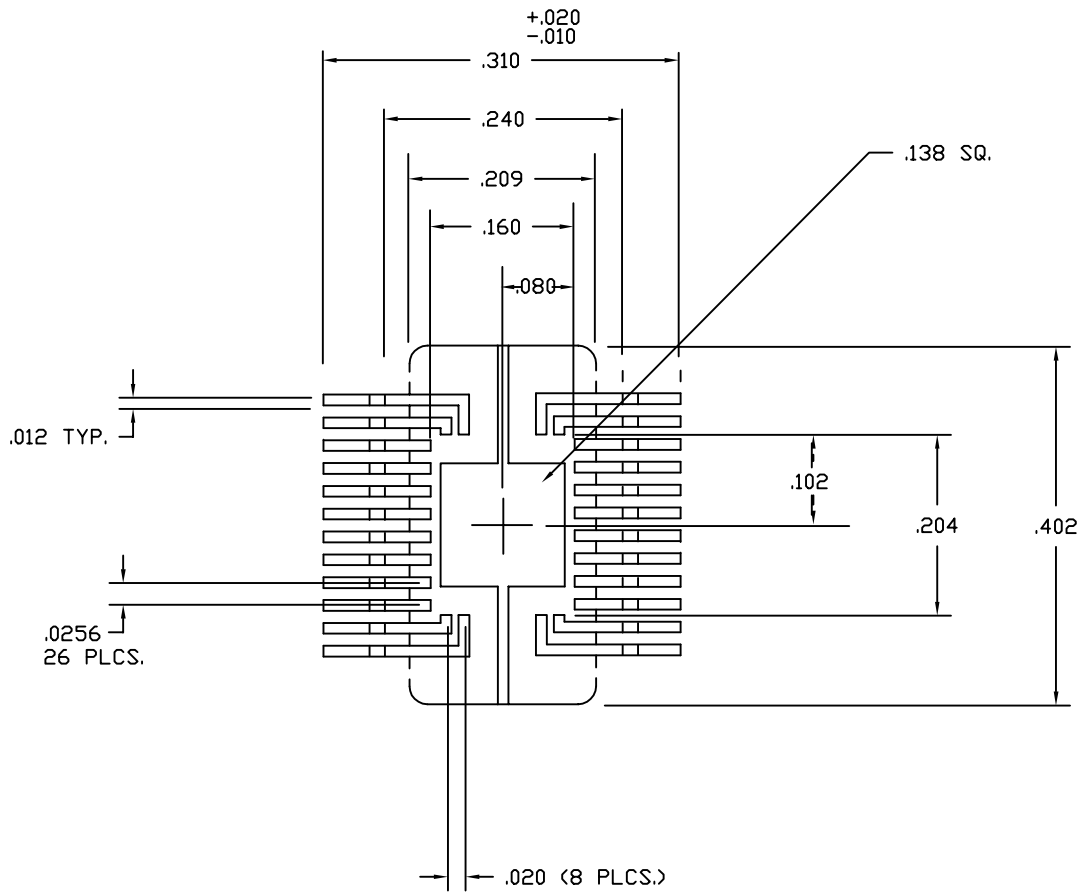 +.020
-.010
.310
.240
.138 SQ.
.209
.160
.080
.012 TYP.
.102
.204
.402
.0256
26 PLCS.
.020 (8 PLCS.)